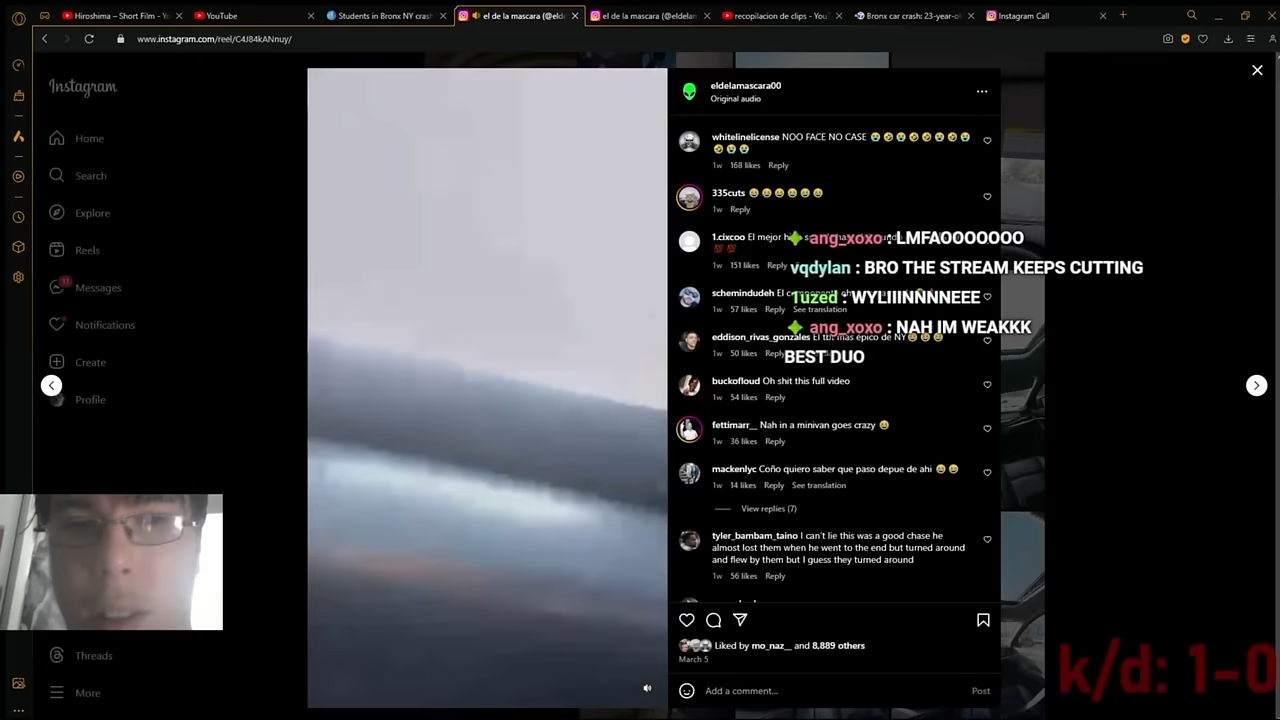 Hiroshima – Short Film - Yo
YouTube
Students in Bronx NY crash
el de la mascara (@eldela
el de la mascara (@eldelam
recopilacion de clips - YouT
Bronx car crash: 23-year-ol
Instagram Call
www.instagram.com/reel/C4J84kANnuy/
Instagram
Home
Search
Explore
Reels
11
Messages
Notifications
Create
Profile
Threads
More
eldelamascara00
Original audio
whitelinelicense NOO FACE NO CASE
1w 168 likes Reply
335cuts
1w Reply
1.cixcoo El mejor
1w 151 likes Reply
schemindudeh El
1w 57 likes Reply See translation
eddison_rivas_gonzales El tbt mas épico de NY
1w 50 likes
buckofloud Oh shit this full video
1w 54 likes Reply
fettimarr__ Nah in a minivan goes crazy
1w 36 likes Reply
mackenlyc Coño quiero saber que paso depue de ahi
1w 14 likes Reply See translation
View replies (7)
tyler_bambam_taino I can't lie this was a good chase he
almost lost them when he went to the end but turned around
and flew by them but I guess they turned around
1w 56 likes Reply
Liked by mo_naz__ and 8,889 others
March 5
Add a comment...
Post
ang_xoxo : LMFAOOOOOOO
vqdylan : BRO THE STREAM KEEPS CUTTING
1uzed : WYLIIINNNNEEE
ang_xoxo : NAH IM WEAKKK
BEST DUO
k/d: 1-0